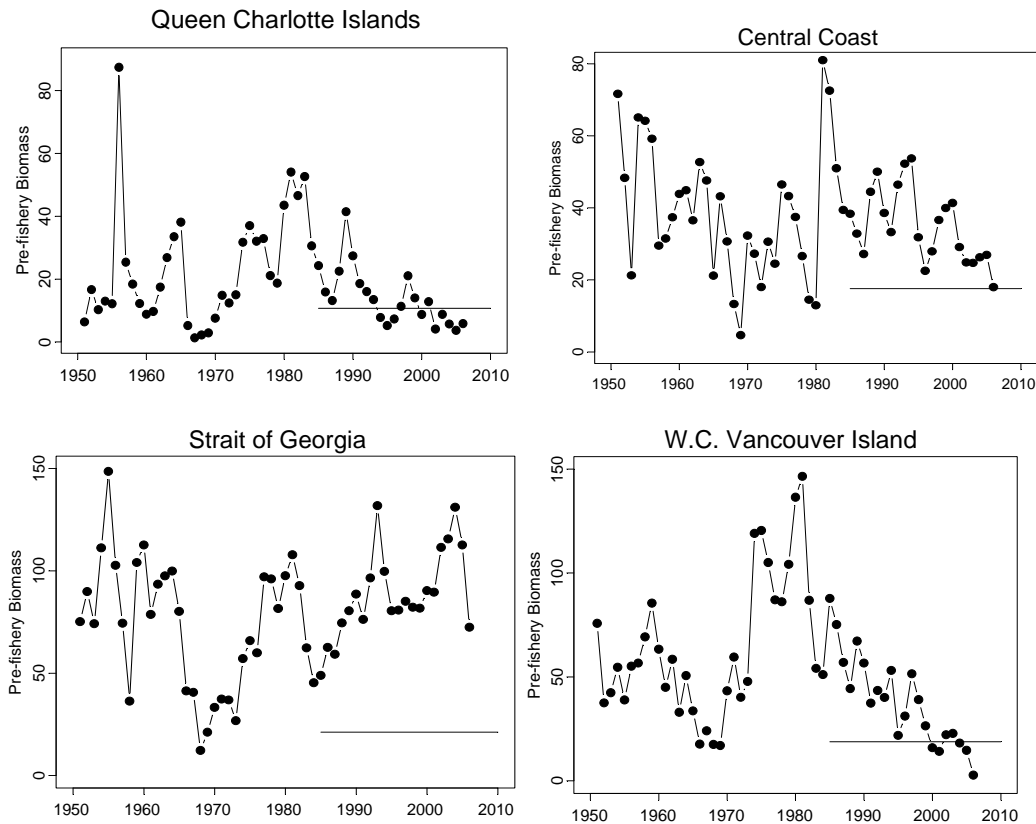 Queen Charlotte Islands
Pre-fishery Biomass
0 20 40 60 80
1950 1960 1970 1980 1990 2000 2010
Central Coast
Pre-fishery Biomass
0 20 40 60 80
1950 1960 1970 1980 1990 2000 2010
Strait of Georgia
Pre-fishery Biomass
0 50 100 150
1950 1960 1970 1980 1990 2000 2010
W.C. Vancouver Island
Pre-fishery Biomass
0 50 100 150
1950 1960 1970 1980 1990 2000 2010